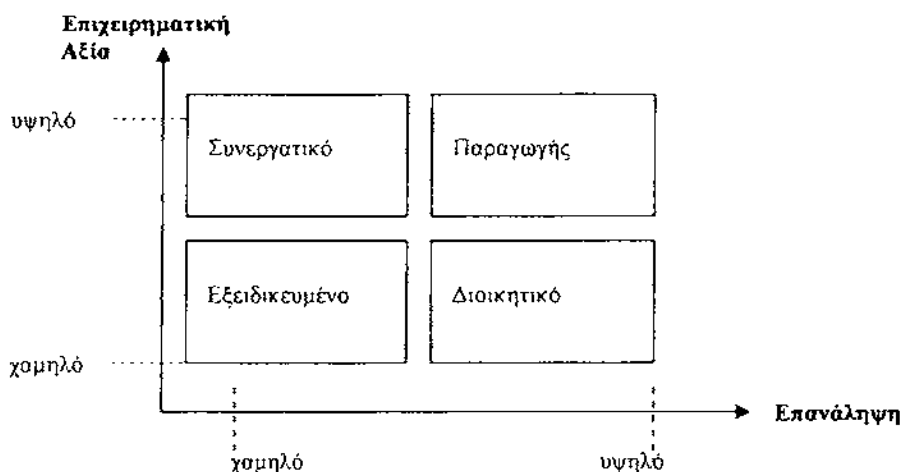 Επιχειρηματική
Αξία
υψηλό
Συνεργατικό
Παραγωγής
Εξειδικευμένο
Διοικητικό
χαμηλό
Επανάληψη
χαμηλό
υψηλό